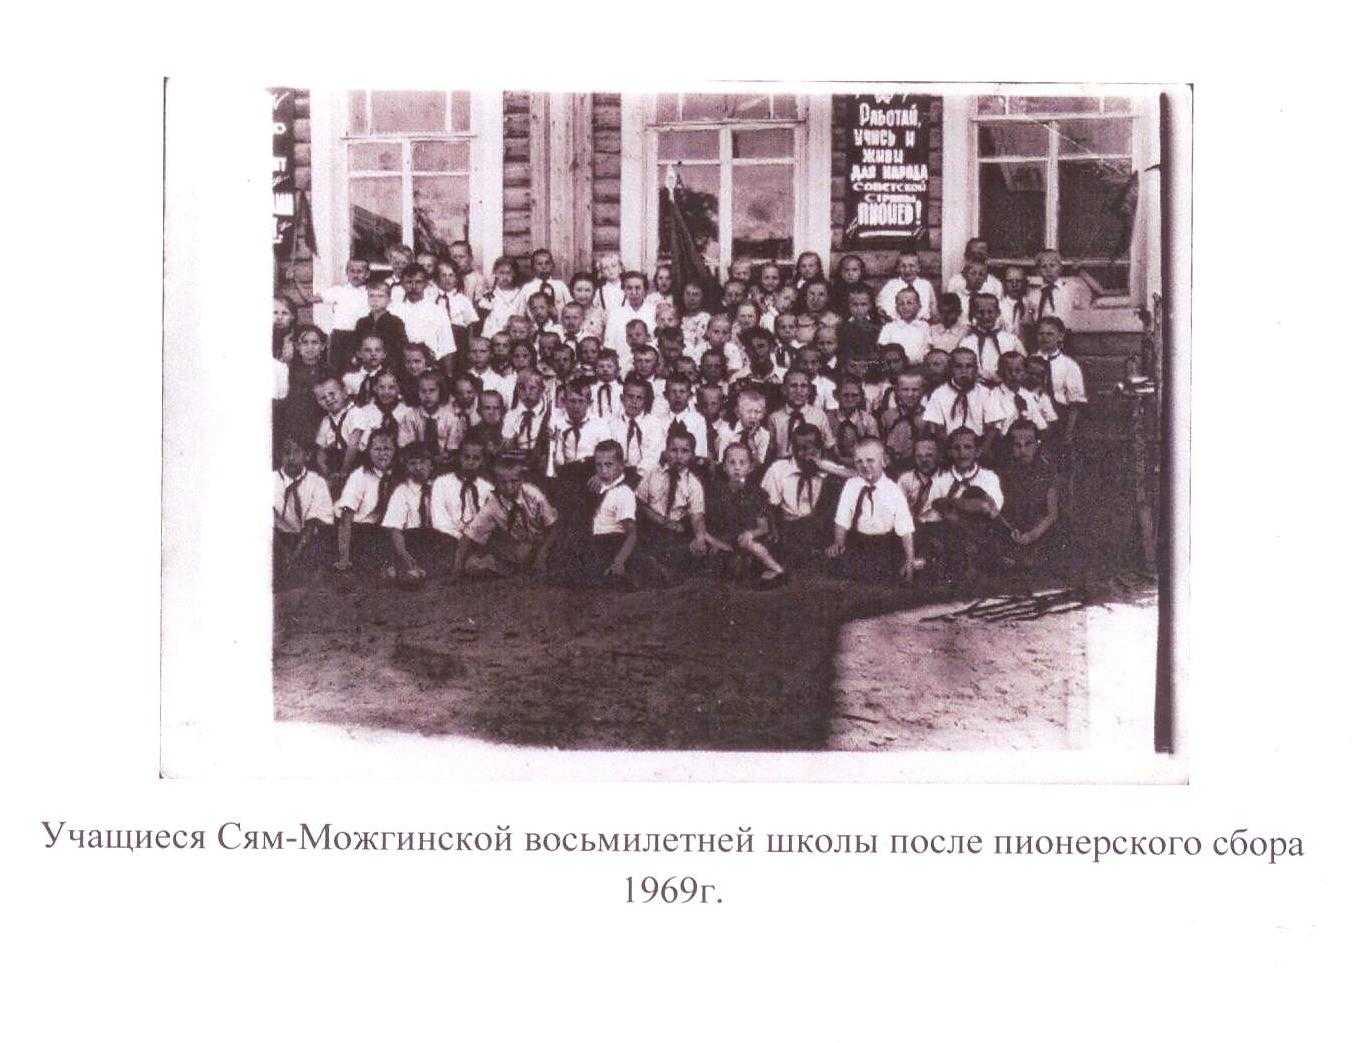 Работай,
учись и
живи
для народа
советской
страны
пионер!
Учащиеся Сям-Можгинской восьмилетней школы после пионерского сбора
1969г.